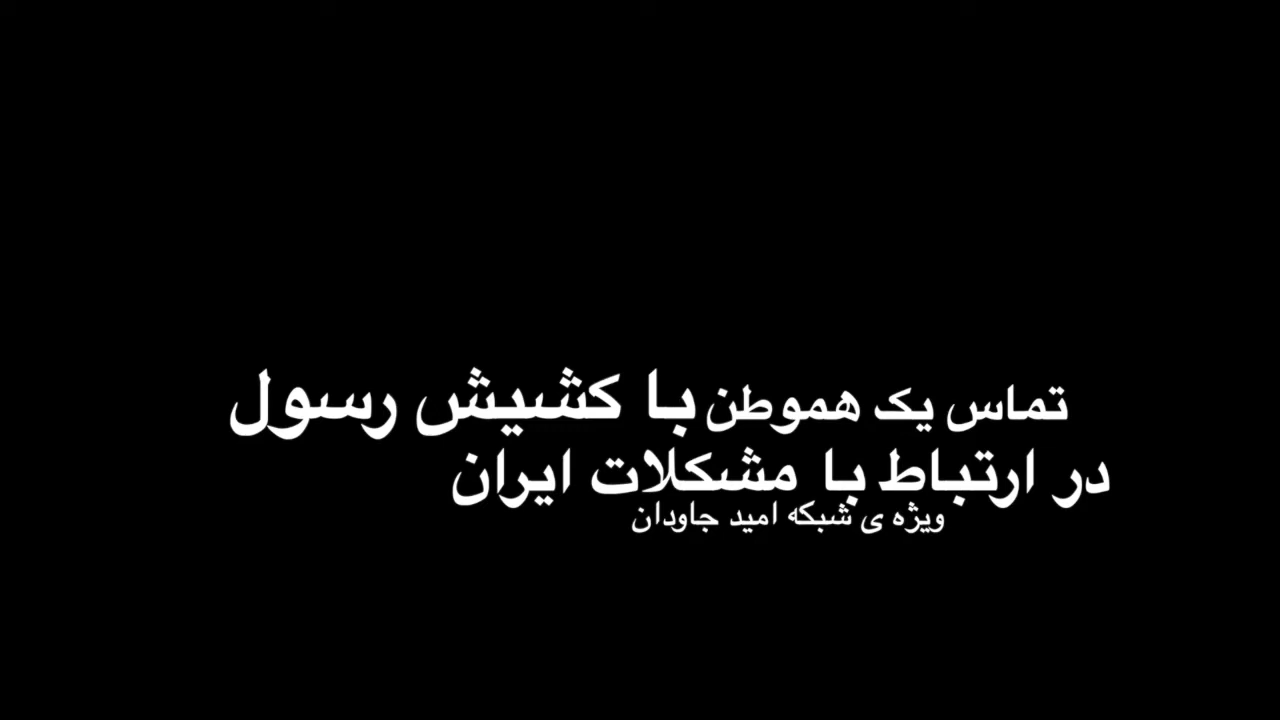 تماس یک هموطن با کشیش رسول
در ارتباط با مشکلات ایران
ویژه ی شبکه امید جاودان